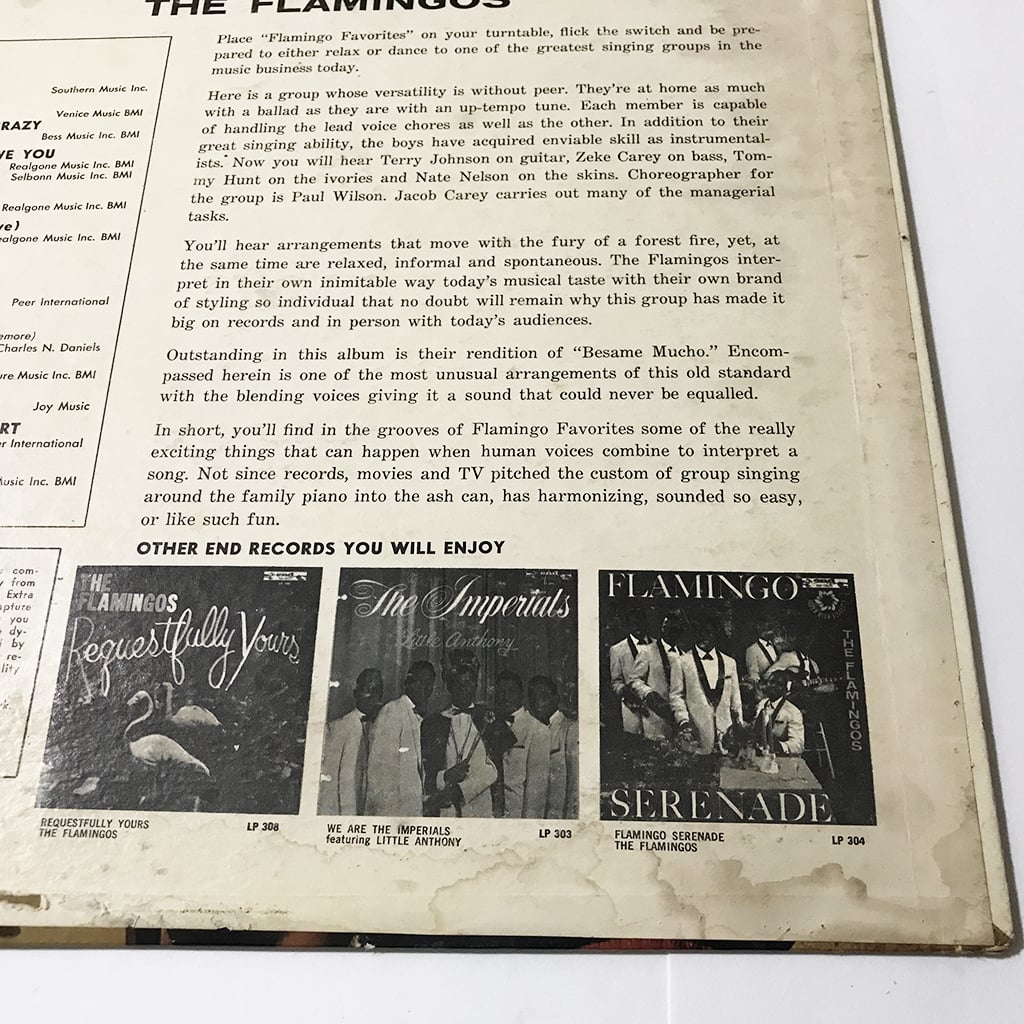 THE FLAMINGOS
Southern Music Inc.
Venice Music BMI
RAZY
Bess Music Inc. BMI
VE YOU
Realgone Music Inc. BMI
Selbonn Music Inc. BMI
Realgone Music Inc. BMI
ve)
ealgone Music Inc. BMI
Peer International
emore)
Charles N. Daniels
ure Music Inc. BMI
Joy Music
RT
er International
Music Inc. BMI
com-
from
Extra
pture
you
dy-
by
re-
lity
k.
Place "Flamingo Favorites" on your turntable, flick the switch and be pre-
pared to either relax or dance to one of the greatest singing groups in the
music business today.
Here is a group whose versatility is without peer. They're at home as much
with a ballad as they are with an up-tempo tune. Each member is capable
of handling the lead voice chores as well as the other. In addition to their
great singing ability, the boys have acquired enviable skill as instrumental-
ists. Now you will hear Terry Johnson on guitar, Zeke Carey on bass, Tom-
my Hunt on the ivories and Nate Nelson on the skins. Choreographer for
the group is Paul Wilson. Jacob Carey carries out many of the managerial
tasks.
You'll hear arrangements that move with the fury of a forest fire, yet, at
the same time are relaxed, informal and spontaneous. The Flamingos inter-
pret in their own inimitable way today's musical taste with their own brand
of styling so individual that no doubt will remain why this group has made it
big on records and in person with today's audiences.
Outstanding in this album is their rendition of "Besame Mucho." Encom-
passed herein is one of the most unusual arrangements of this old standard
with the blending voices giving it a sound that could never be equalled.
In short, you'll find in the grooves of Flamingo Favorites some of the really
exciting things that can happen when human voices combine to interpret a
song. Not since records, movies and TV pitched the custom of group singing
around the family piano into the ash can, has harmonizing, sounded so easy,
or like such fun.
OTHER END RECORDS YOU WILL ENJOY
THE
FLAMINGOS
Requestfully Yours
REQUESTFULLY YOURS LP 308
THE FLAMINGOS
The Imperials
Little Anthony
WE ARE THE IMPERIALS LP 303
featuring LITTLE ANTHONY
FLAMINGO
THE FLAMINGOS
SERENADE
FLAMINGO SERENADE LP 304
THE FLAMINGOS